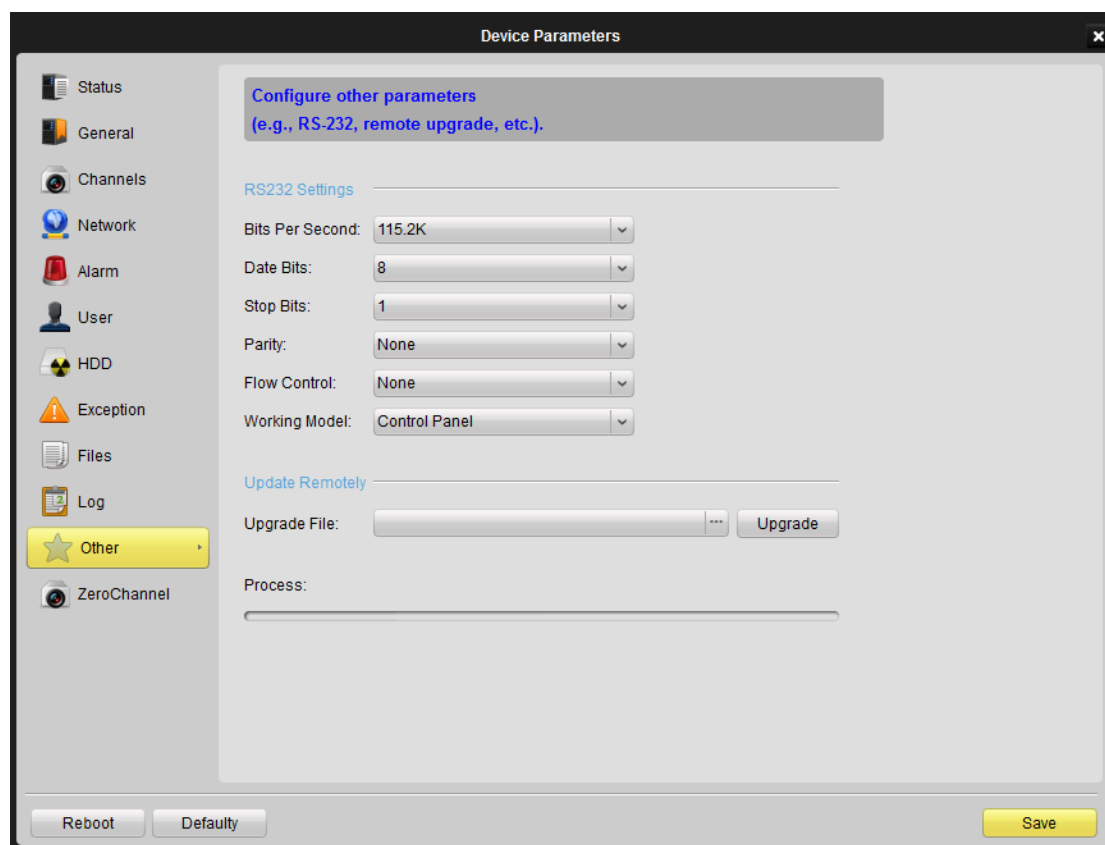 Device Parameters
Status
General
Channels
Network
Alarm
User
HDD
Exception
Files
Log
Other
ZeroChannel
Configure other parameters
(e.g., RS-232, remote upgrade, etc.).
RS232 Settings
Bits Per Second: 115.2K
Date Bits: 8
Stop Bits: 1
Parity: None
Flow Control: None
Working Model: Control Panel
Update Remotely
Upgrade File: ... Upgrade
Process:
Reboot Defaulty Save